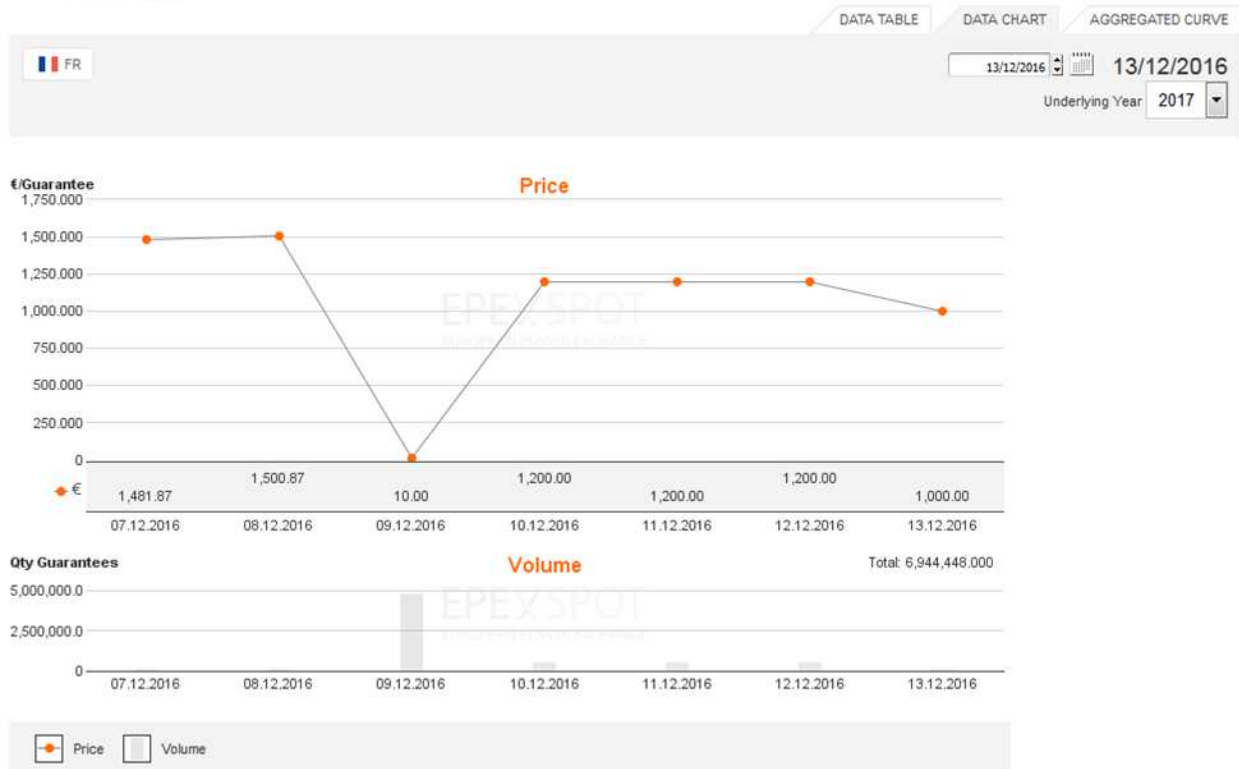 DATA TABLE DATA CHART AGGREGATED CURVE
FR
13/12/2016 13/12/2016
Underlying Year 2017
€/Guarantee Price
1,750.000
1,500.000
1,250.000
1,000.000
750.000
500.000
250.000
0
EPEXSPOT
€ 1,481.87 1,500.87 10.00 1,200.00 1,200.00 1,200.00 1,000.00
07.12.2016 08.12.2016 09.12.2016 10.12.2016 11.12.2016 12.12.2016 13.12.2016
Qty Guarantees Volume Total: 6,944,448.000
5,000,000.0
2,500,000.0
0
EPEXSPOT
07.12.2016 08.12.2016 09.12.2016 10.12.2016 11.12.2016 12.12.2016 13.12.2016
Price Volume